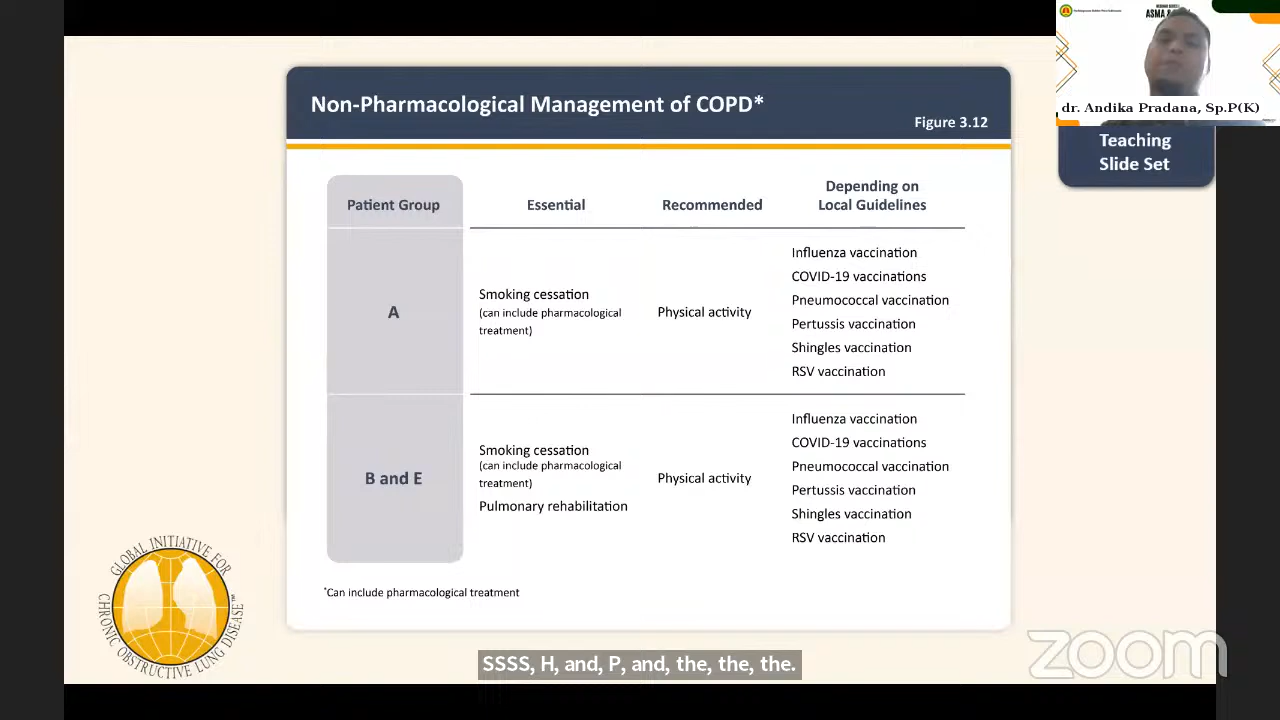 Non-Pharmacological Management of COPD*
Figure 3.12
Patient Group
Essential
Recommended
Depending on
Local Guidelines
A
Smoking cessation
(can include pharmacological
treatment)
Physical activity
Influenza vaccination
COVID-19 vaccinations
Pneumococcal vaccination
Pertussis vaccination
Shingles vaccination
RSV vaccination
B and E
Smoking cessation
(can include pharmacological
treatment)
Pulmonary rehabilitation
Physical activity
Influenza vaccination
COVID-19 vaccinations
Pneumococcal vaccination
Pertussis vaccination
Shingles vaccination
RSV vaccination
*Can include pharmacological treatment
GLOBAL INITIATIVE FOR
CHRONIC OBSTRUCTIVE LUNG DISEASE™
ASMA &
dr. Andika Pradana, Sp.P(K)
Teaching
Slide Set
SSSS, H, and, P, and, the, the, the.
zoom